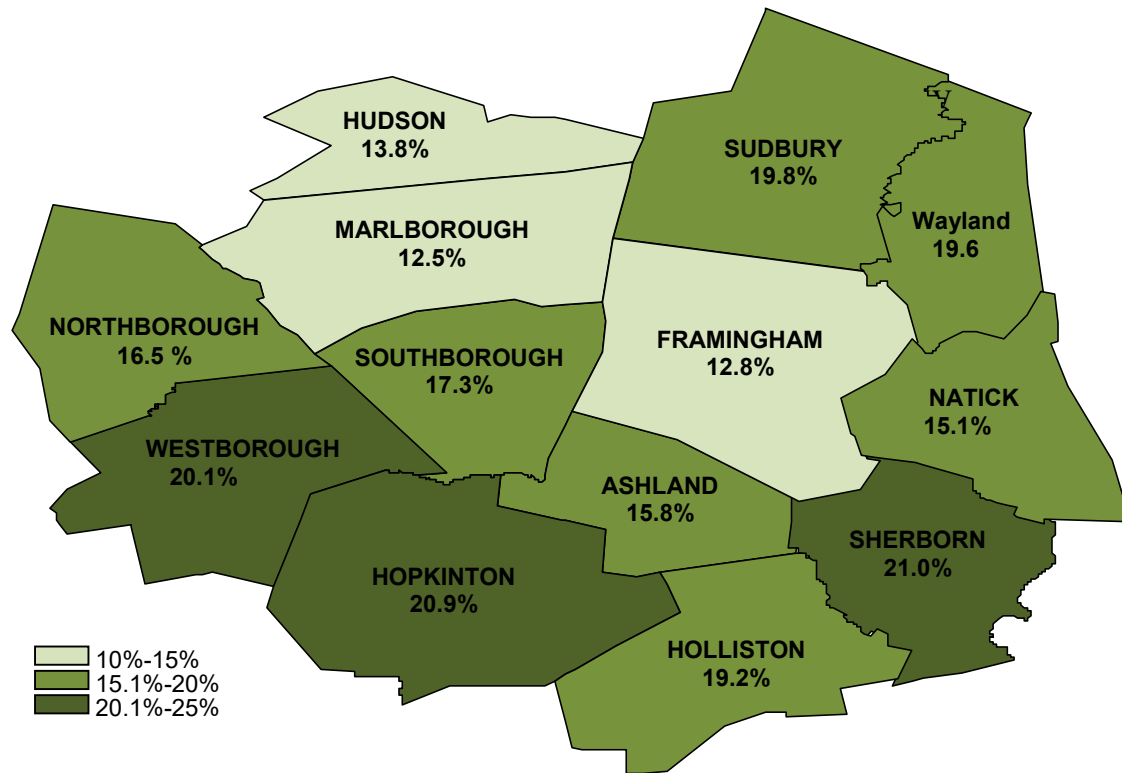 HUDSON
13.8%
SUDBURY
19.8%
MARLBOROUGH
12.5%
Wayland
19.6
NORTHBOROUGH
16.5 %
SOUTHBOROUGH
17.3%
FRAMINGHAM
12.8%
NATICK
15.1%
WESTBOROUGH
20.1%
ASHLAND
15.8%
SHERBORN
21.0%
HOPKINTON
20.9%
HOLLISTON
19.2%
10%-15%
15.1%-20%
20.1%-25%